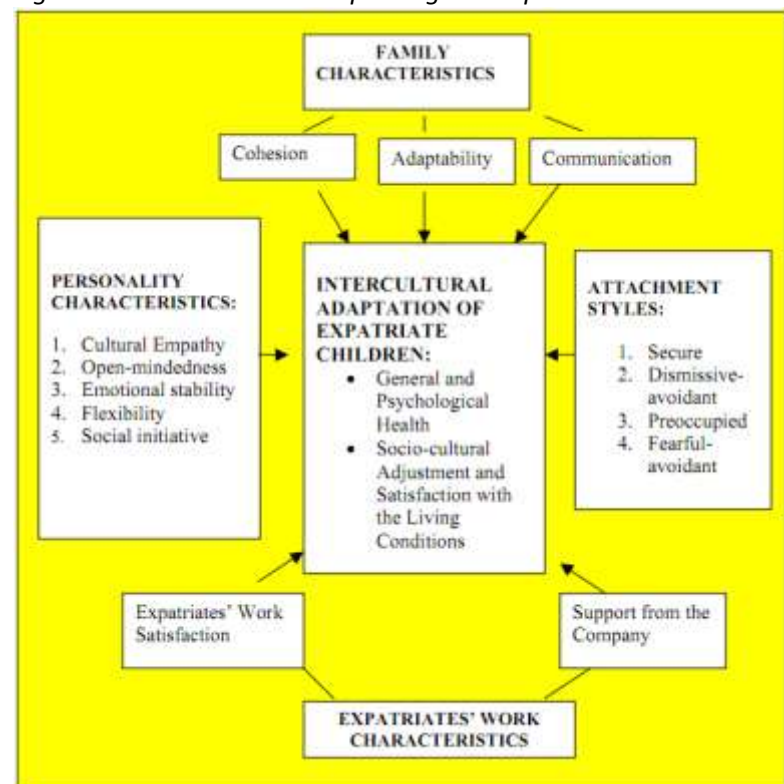 FAMILY
CHARACTERISTICS
Cohesion
Adaptability
Communication
PERSONALITY
CHARACTERISTICS:
1. Cultural Empathy
2. Open-mindedness
3. Emotional stability
4. Flexibility
5. Social initiative
INTERCULTURAL
ADAPTATION OF
EXPATRIATE
CHILDREN:
• General and
Psychological
Health
• Socio-cultural
Adjustment and
Satisfaction with
the Living
Conditions
ATTACHMENT
STYLES:
1. Secure
2. Dismissive-
avoidant
3. Preoccupied
4. Fearful-
avoidant
Expatriates' Work
Satisfaction
Support from the
Company
EXPATRIATES' WORK
CHARACTERISTICS